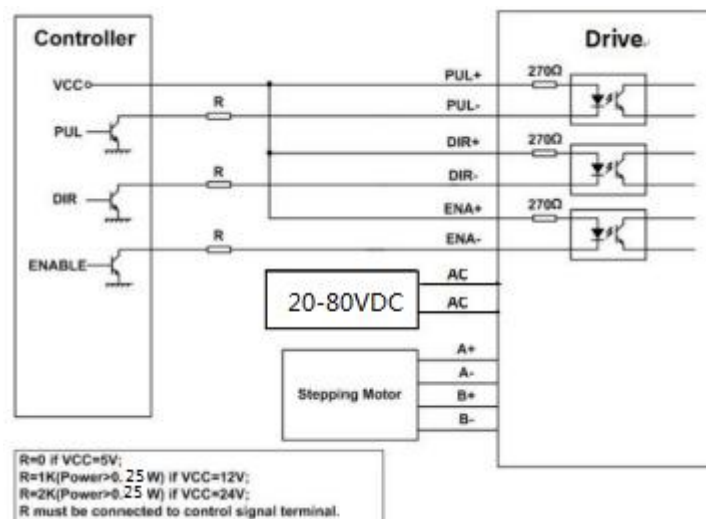 Controller
Drive
VCC
PUL+
270Ω
R
PUL-
PUL
DIR+
270Ω
R
DIR-
DIR
ENA+
270Ω
R
ENA-
ENABLE
AC
20-80VDC
AC
A+
A-
Stepping Motor
B+
B-
R=0 if VCC=5V;
R=1K(Power>0.25W) if VCC=12V;
R=2K(Power>0.25W) if VCC=24V;
R must be connected to control signal terminal.